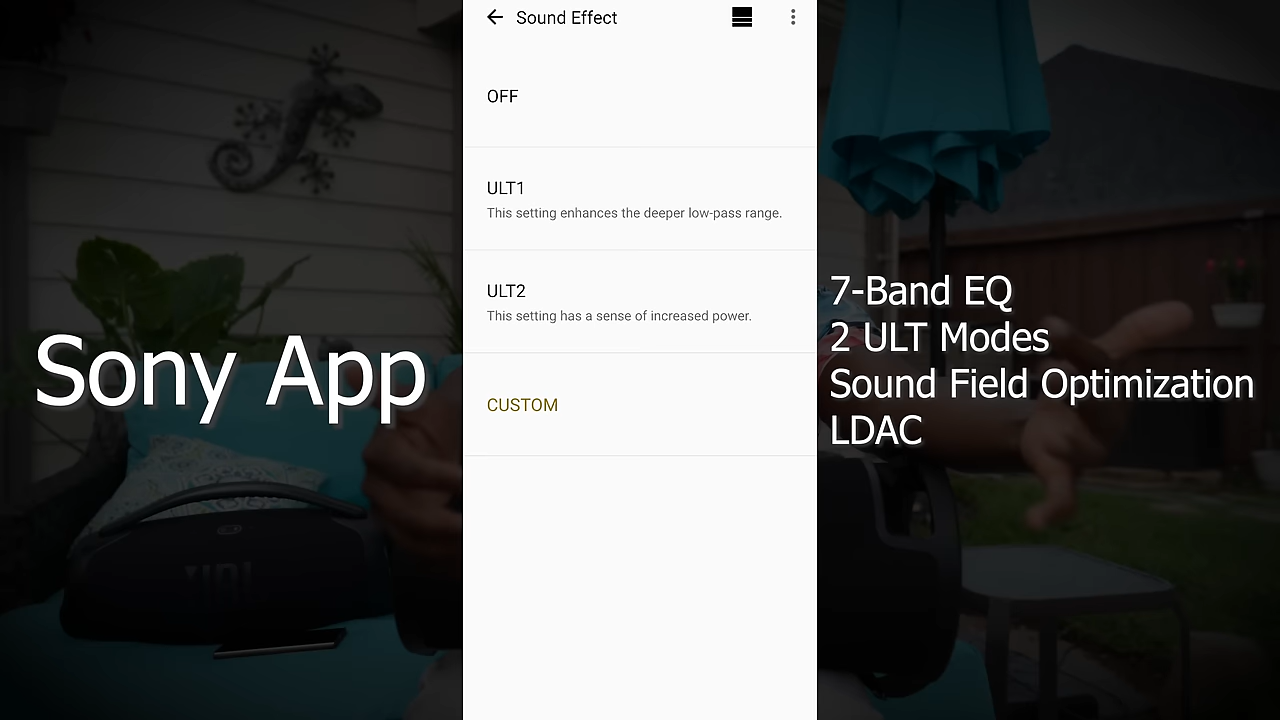 Sound Effect
OFF
ULT1
This setting enhances the deeper low-pass range.
ULT2
This setting has a sense of increased power.
CUSTOM
Sony App
7-Band EQ
2 ULT Modes
Sound Field Optimization
LDAC
JBL